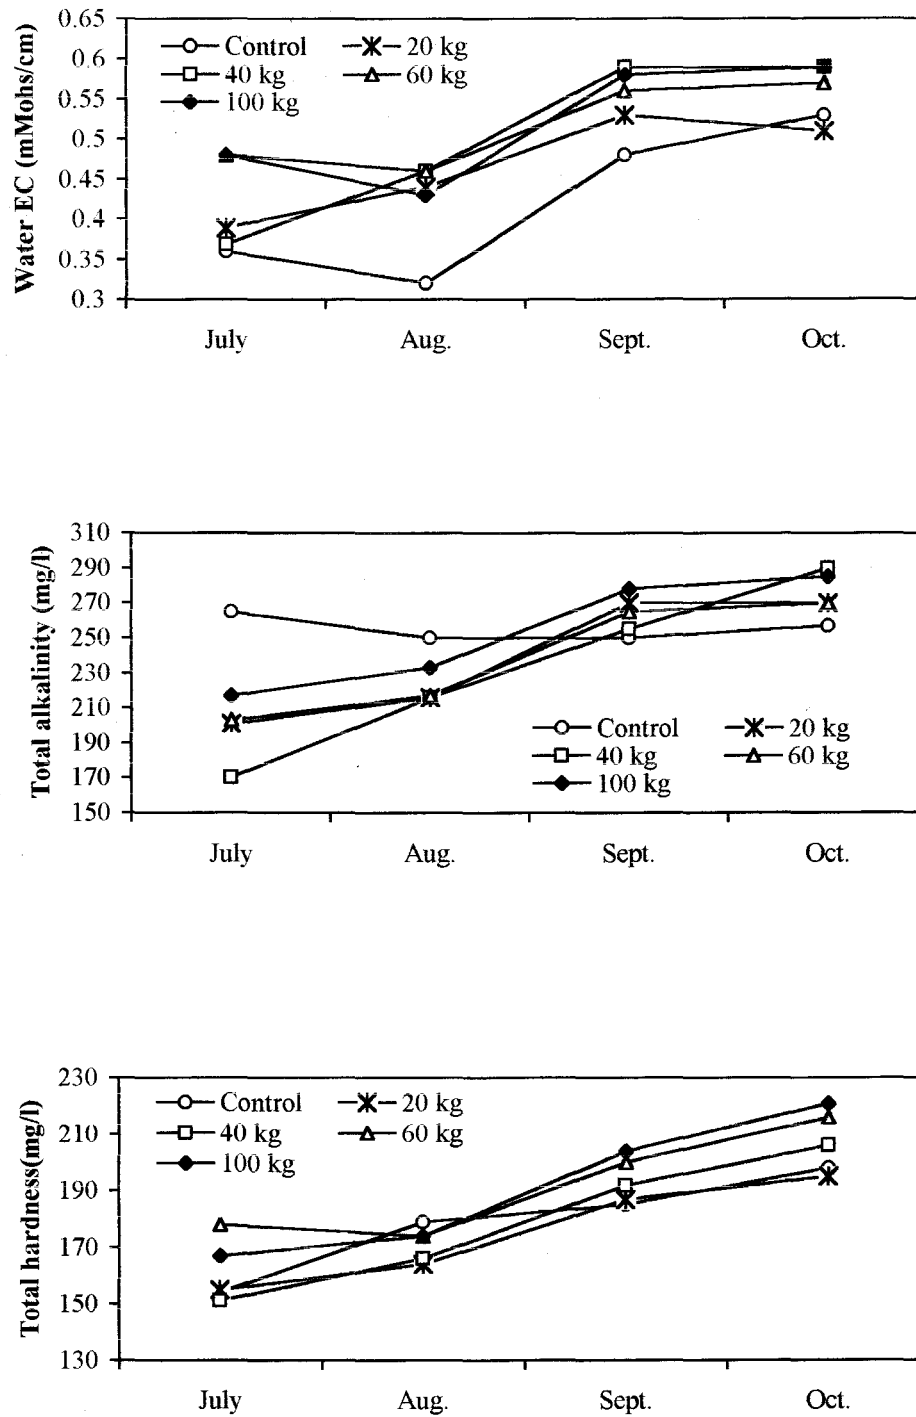 Water EC (mMohs/cm)
0.65
0.6
0.55
0.5
0.45
0.4
0.35
0.3
Control
20 kg
40 kg
60 kg
100 kg
July
Aug.
Sept.
Oct.
Total alkalinity (mg/l)
310
290
270
250
230
210
190
170
150
Control
20 kg
40 kg
60 kg
100 kg
July
Aug.
Sept.
Oct.
Total hardness(mg/l)
230
210
190
170
150
130
Control
20 kg
40 kg
60 kg
100 kg
July
Aug.
Sept.
Oct.